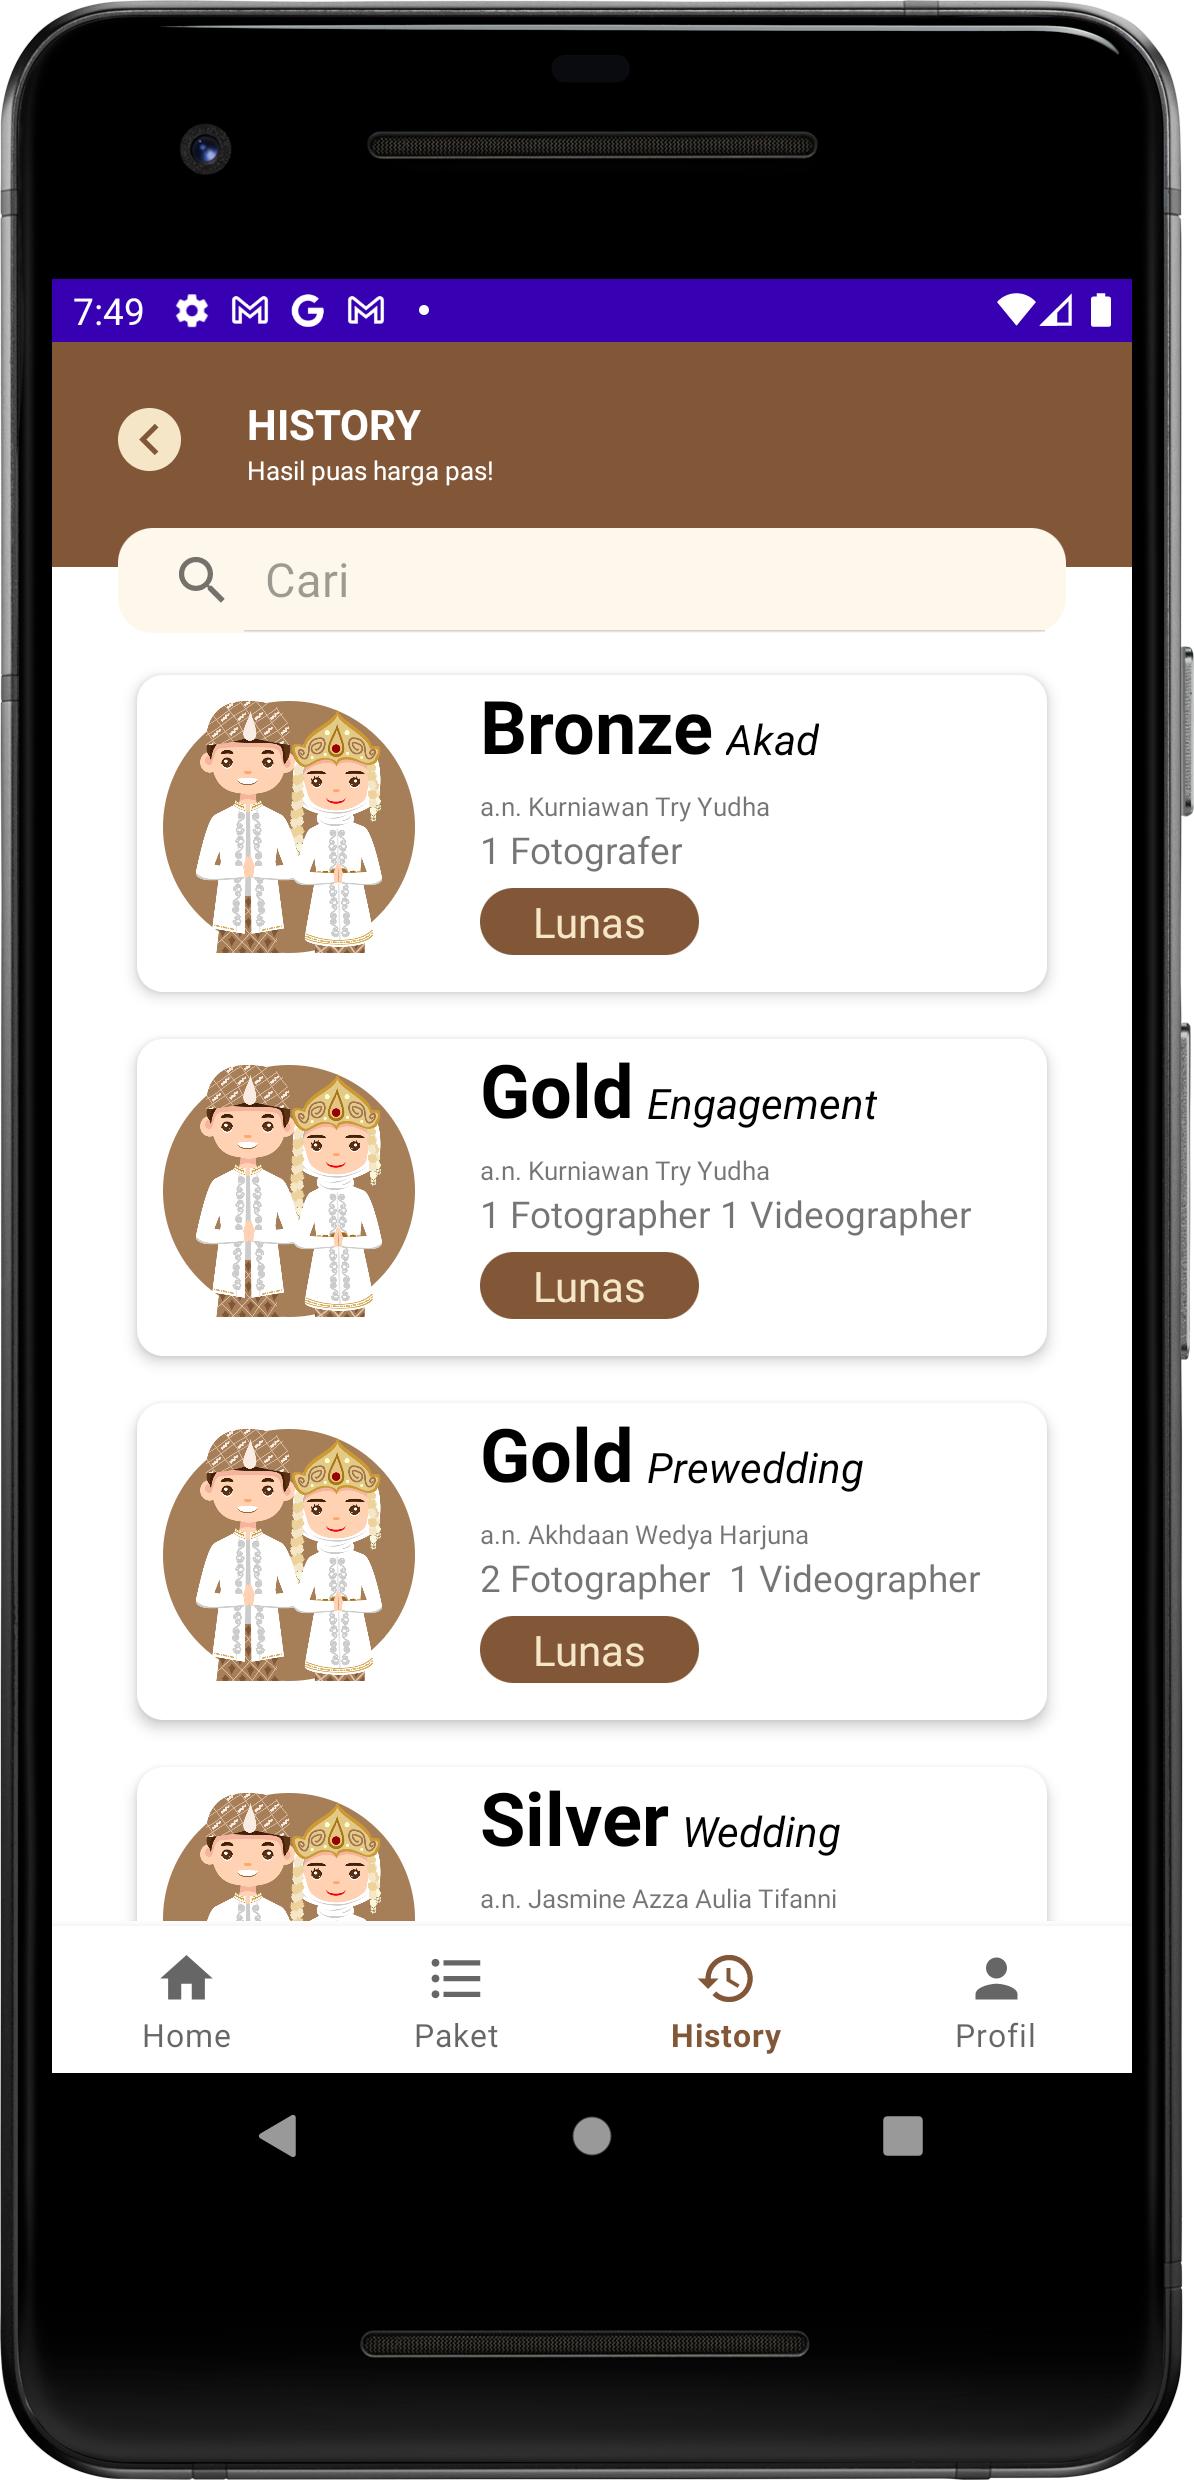 7:49
HISTORY
Hasil puas harga pas!
Cari
Bronze Akad
a.n. Kurniawan Try Yudha
1 Fotografer
Lunas
Gold Engagement
a.n. Kurniawan Try Yudha
1 Fotographer 1 Videographer
Lunas
Gold Prewedding
a.n. Akhdaan Wedya Harjuna
2 Fotographer  1 Videographer
Lunas
Silver Wedding
a.n. Jasmine Azza Aulia Tifanni
Home Paket History Profil